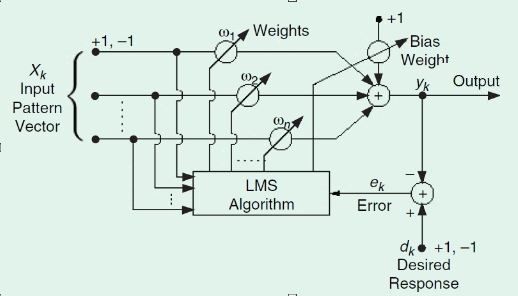 +1, −1
ω1 Weights
+1
Bias
Weight
Xk
Input
Pattern
Vector
ω2
ωn
yk
Output
LMS
Algorithm
ek
Error
−
+
+
+
dk +1, −1
Desired
Response